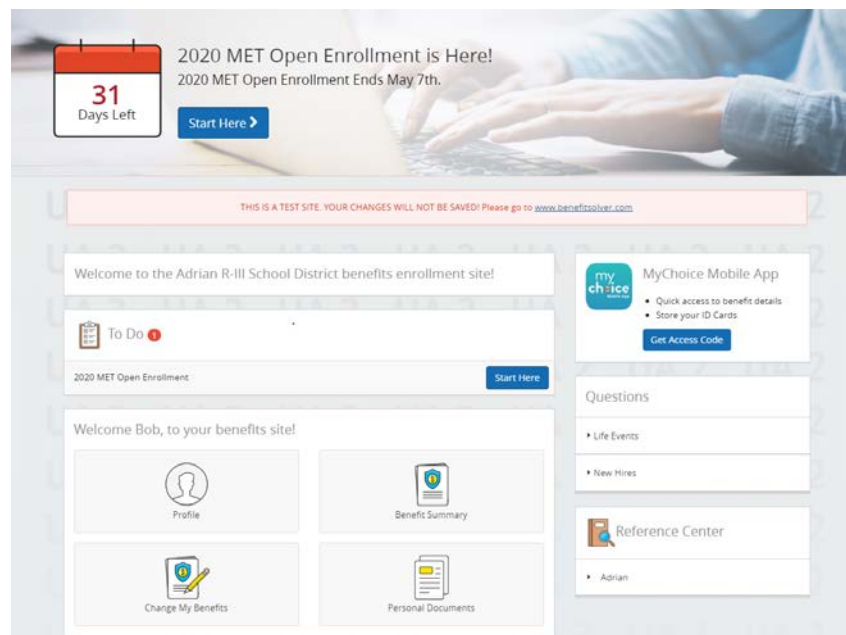 2020 MET Open Enrollment is Here!
2020 MET Open Enrollment Ends May 7th.
31
Days Left
Start Here
THIS IS A TEST SITE. YOUR CHANGES WILL NOT BE SAVED! Please go to www.benefitsolver.com
Welcome to the Adrian R-III School District benefits enrollment site!
To Do 1
2020 MET Open Enrollment
Start Here
Welcome Bob, to your benefits site!
Profile
Benefit Summary
Change My Benefits
Personal Documents
my
choice
Mobile App
MyChoice Mobile App
Quick access to benefit details
Store your ID Cards
Get Access Code
Questions
Life Events
New Hires
Reference Center
Adrian